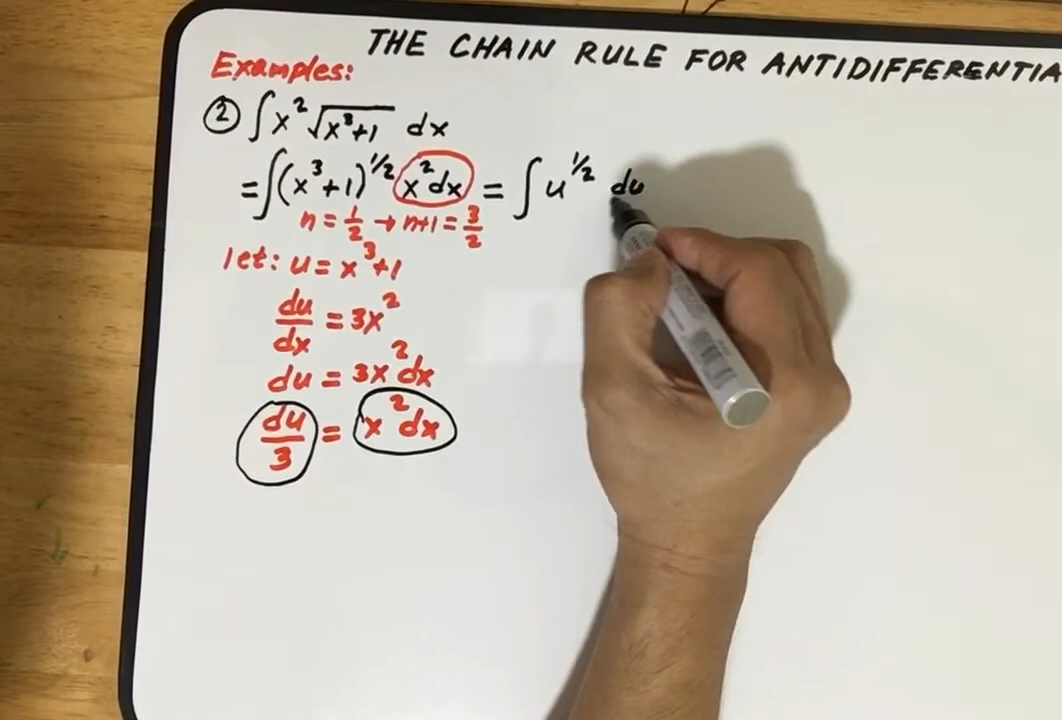 THE CHAIN RULE FOR ANTIDIFFERENTIA
Examples:
② ∫x²√(x³+1) dx
= ∫(x³+1)^1/2 x²dx = ∫u^1/2 du
n = 1/2 → n+1 = 3/2
let: u = x³+1
du/dx = 3x²
du = 3x²dx
du/3 = x²dx